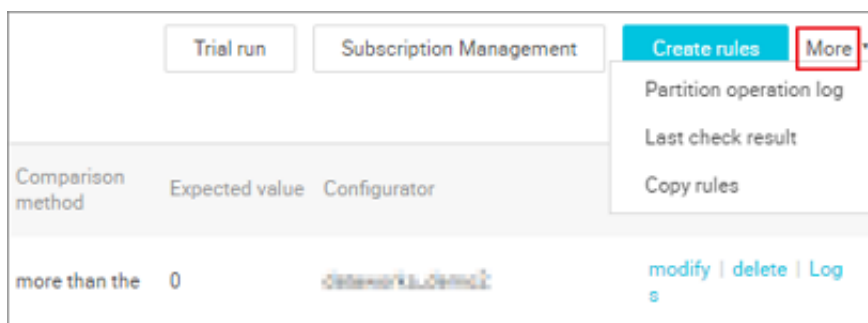 Trial run Subscription Management Create rules More
Partition operation log
Last check result
Copy rules
Comparison
method Expected value Configurator
more than the 0 modify | delete | Log
s